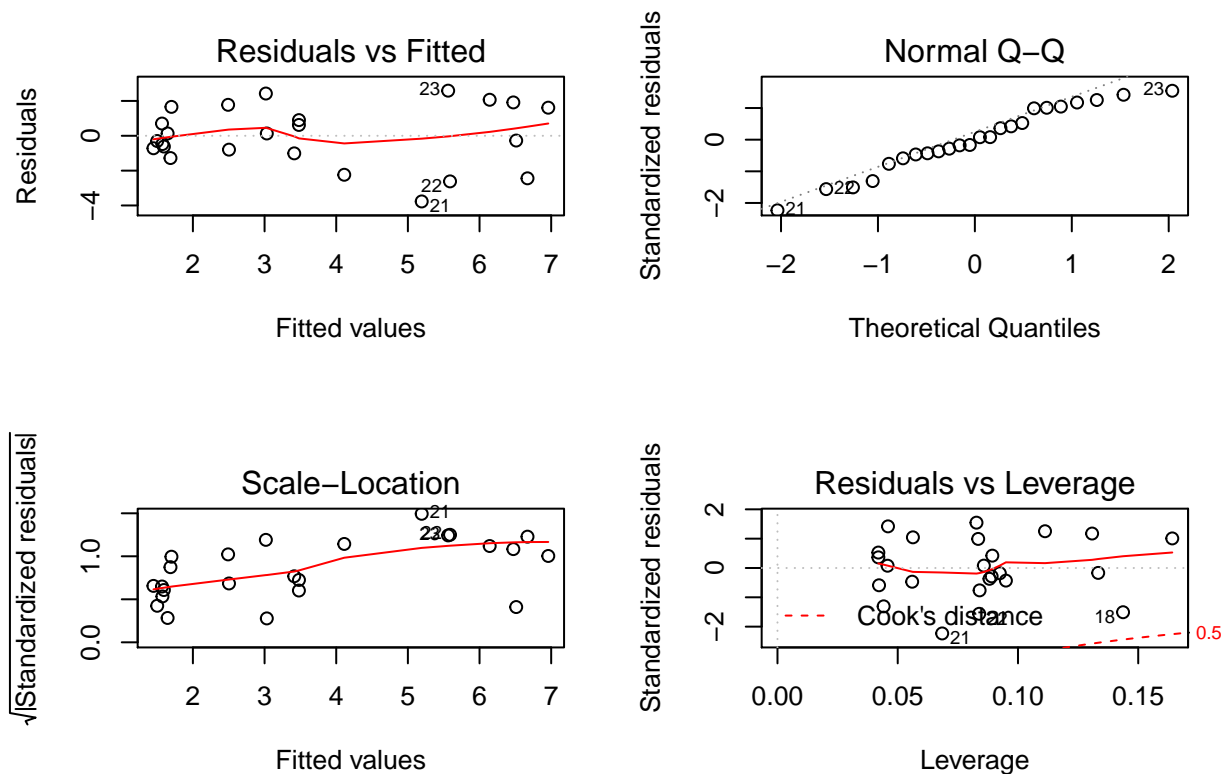 Residuals vs Fitted
Residuals
0
−4
23
22
21
2 3 4 5 6 7
Fitted values
Normal Q−Q
Standardized residuals
0
−2
21
22
23
−2 −1 0 1 2
Theoretical Quantiles
Scale−Location
√|Standardized residuals|
1.0
0.0
21
22
23
2 3 4 5 6 7
Fitted values
Residuals vs Leverage
Standardized residuals
2
0
−2
Cook's distance
21
22
18
0.5
0.00 0.05 0.10 0.15
Leverage